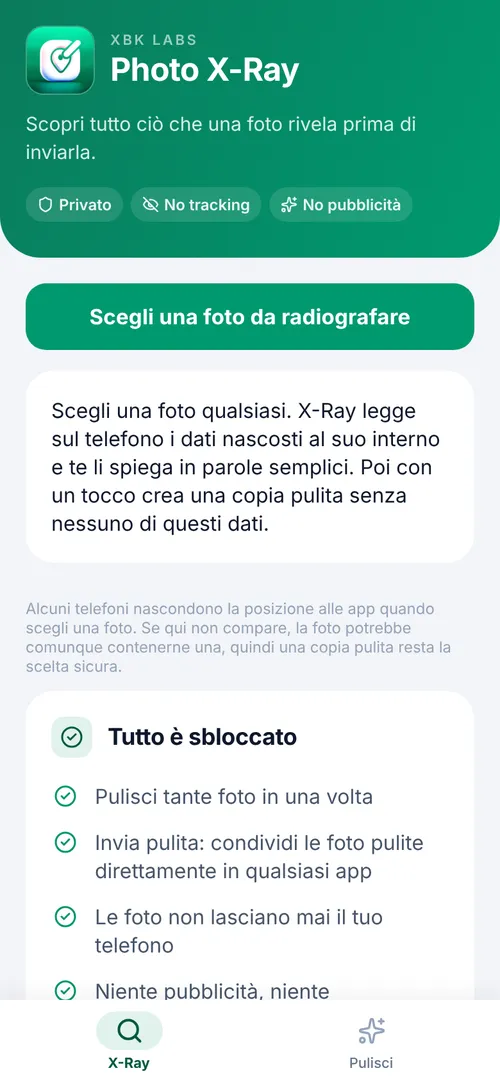 XBK LABS
Photo X-Ray
Scopri tutto ciò che una foto rivela prima di
inviarla.
Privato
No tracking
No pubblicità
Scegli una foto da radiografare
Scegli una foto qualsiasi. X-Ray legge
sul telefono i dati nascosti al suo interno
e te li spiega in parole semplici. Poi con
un tocco crea una copia pulita senza
nessuno di questi dati.
Alcuni telefoni nascondono la posizione alle app quando
scegli una foto. Se qui non compare, la foto potrebbe
comunque contenerne una, quindi una copia pulita resta la
scelta sicura.
Tutto è sbloccato
Pulisci tante foto in una volta
Invia pulita: condividi le foto pulite
direttamente in qualsiasi app
Le foto non lasciano mai il tuo
telefono
Niente pubblicità, niente
X-Ray
Pulisci